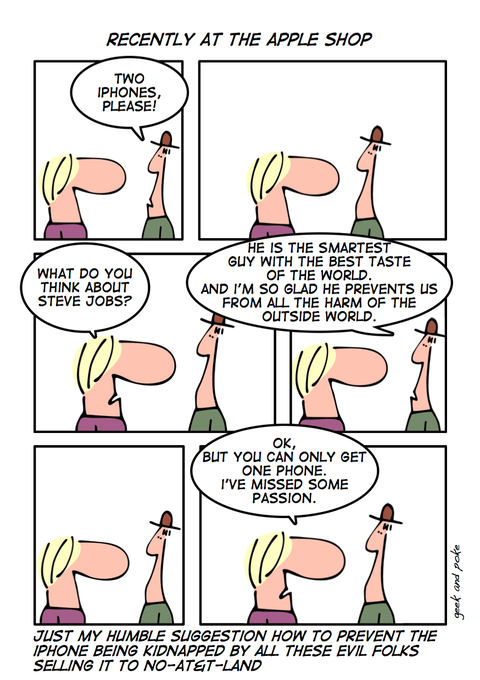 RECENTLY AT THE APPLE SHOP
TWO
IPHONES,
PLEASE!
WHAT DO YOU
THINK ABOUT
STEVE JOBS?
HE IS THE SMARTEST
GUY WITH THE BEST TASTE
OF THE WORLD.
AND I'M SO GLAD HE PREVENTS US
FROM ALL THE HARM OF THE
OUTSIDE WORLD.
OK,
BUT YOU CAN ONLY GET
ONE PHONE.
I'VE MISSED SOME
PASSION.
geek and poke
JUST MY HUMBLE SUGGESTION HOW TO PREVENT THE
IPHONE BEING KIDNAPPED BY ALL THESE EVIL FOLKS
SELLING IT TO NO-AT&T-LAND